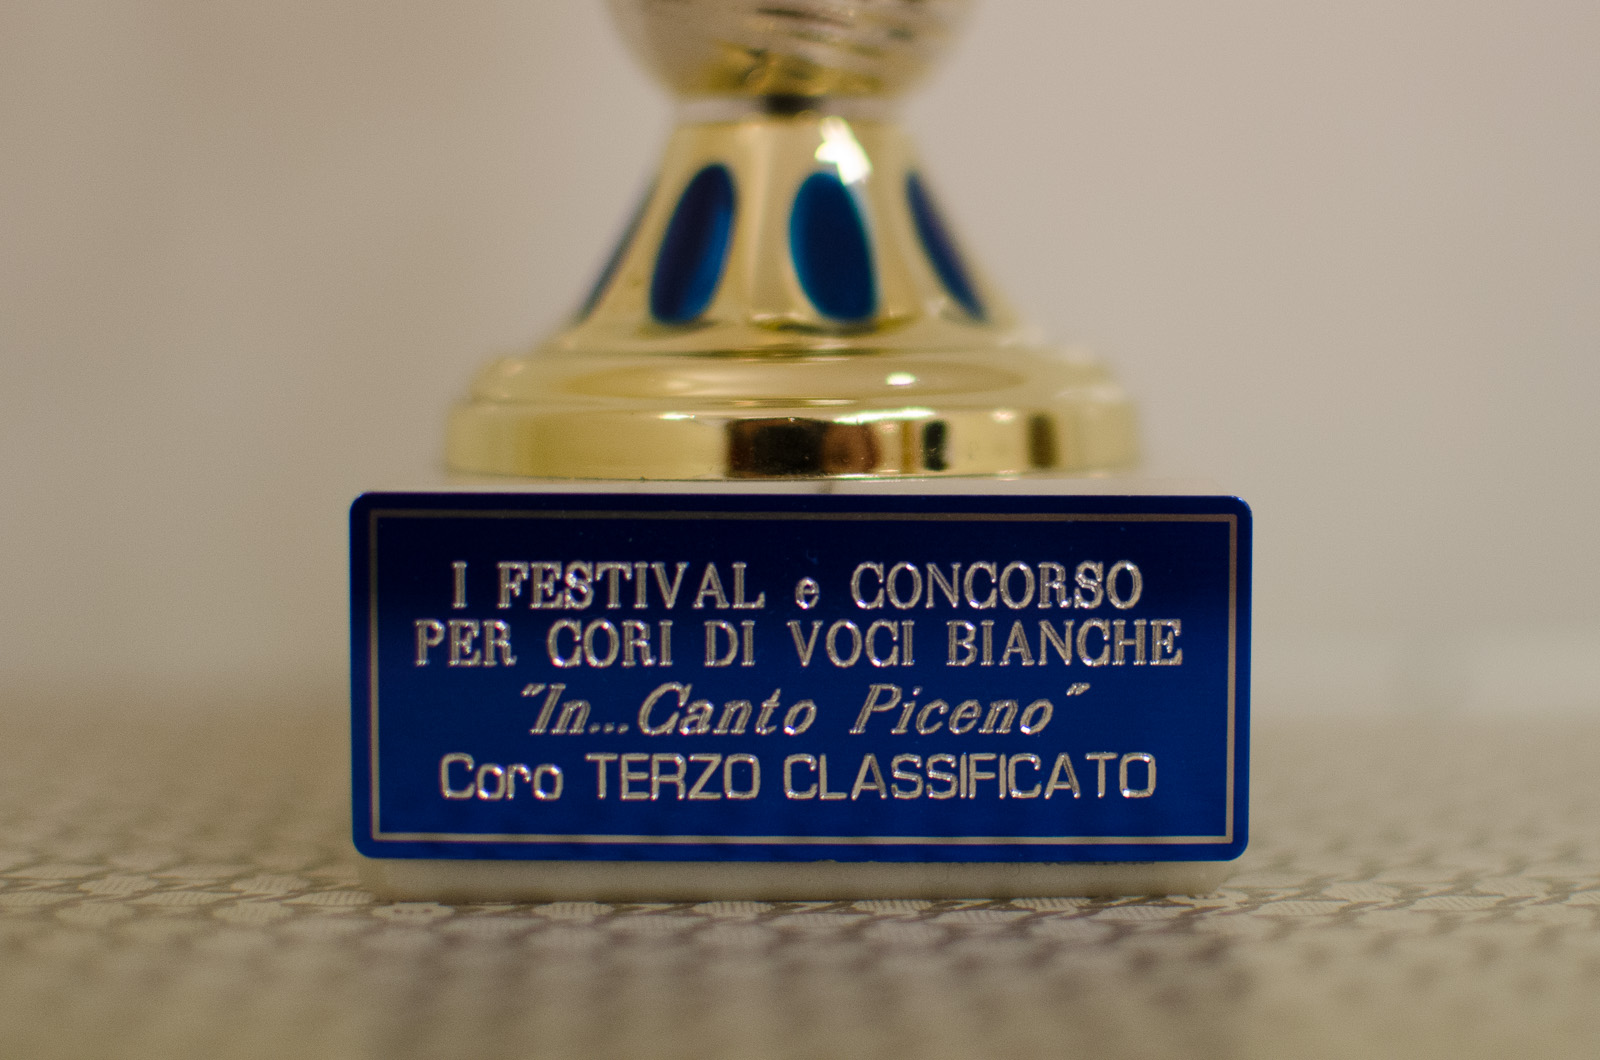 I FESTIVAL e CONCORSO
PER CORI DI VOCI BIANCHE
"In...Canto Piceno"
Coro TERZO CLASSIFICATO